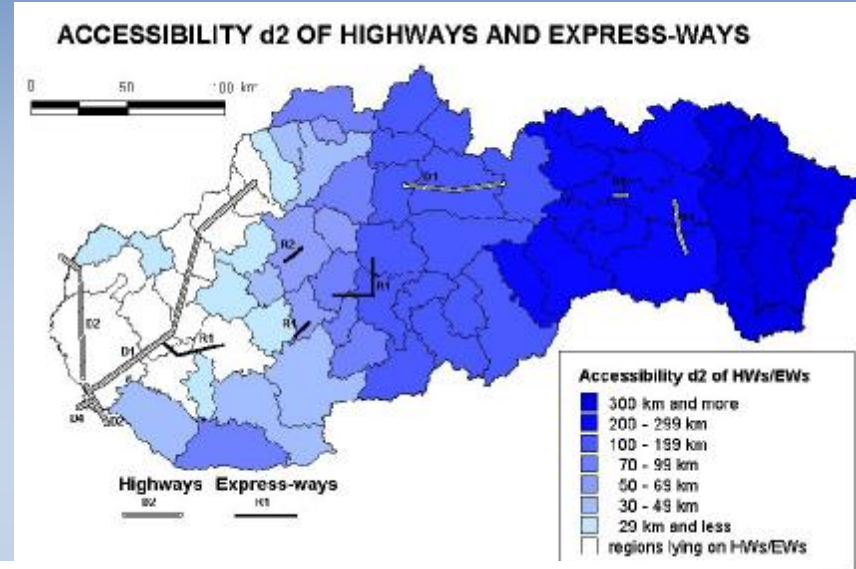 ACCESSIBILITY d2 OF HIGHWAYS AND EXPRESS-WAYS
0 50 100 km
D1
R2
R1
R1
D2
D1
R1
D4
Accessibility d2 of HWs/EWs
300 km and more
200 - 299 km
100 - 199 km
70 - 99 km
50 - 69 km
30 - 49 km
29 km and less
regions lying on HWs/EWs
Highways Express-ways
R1